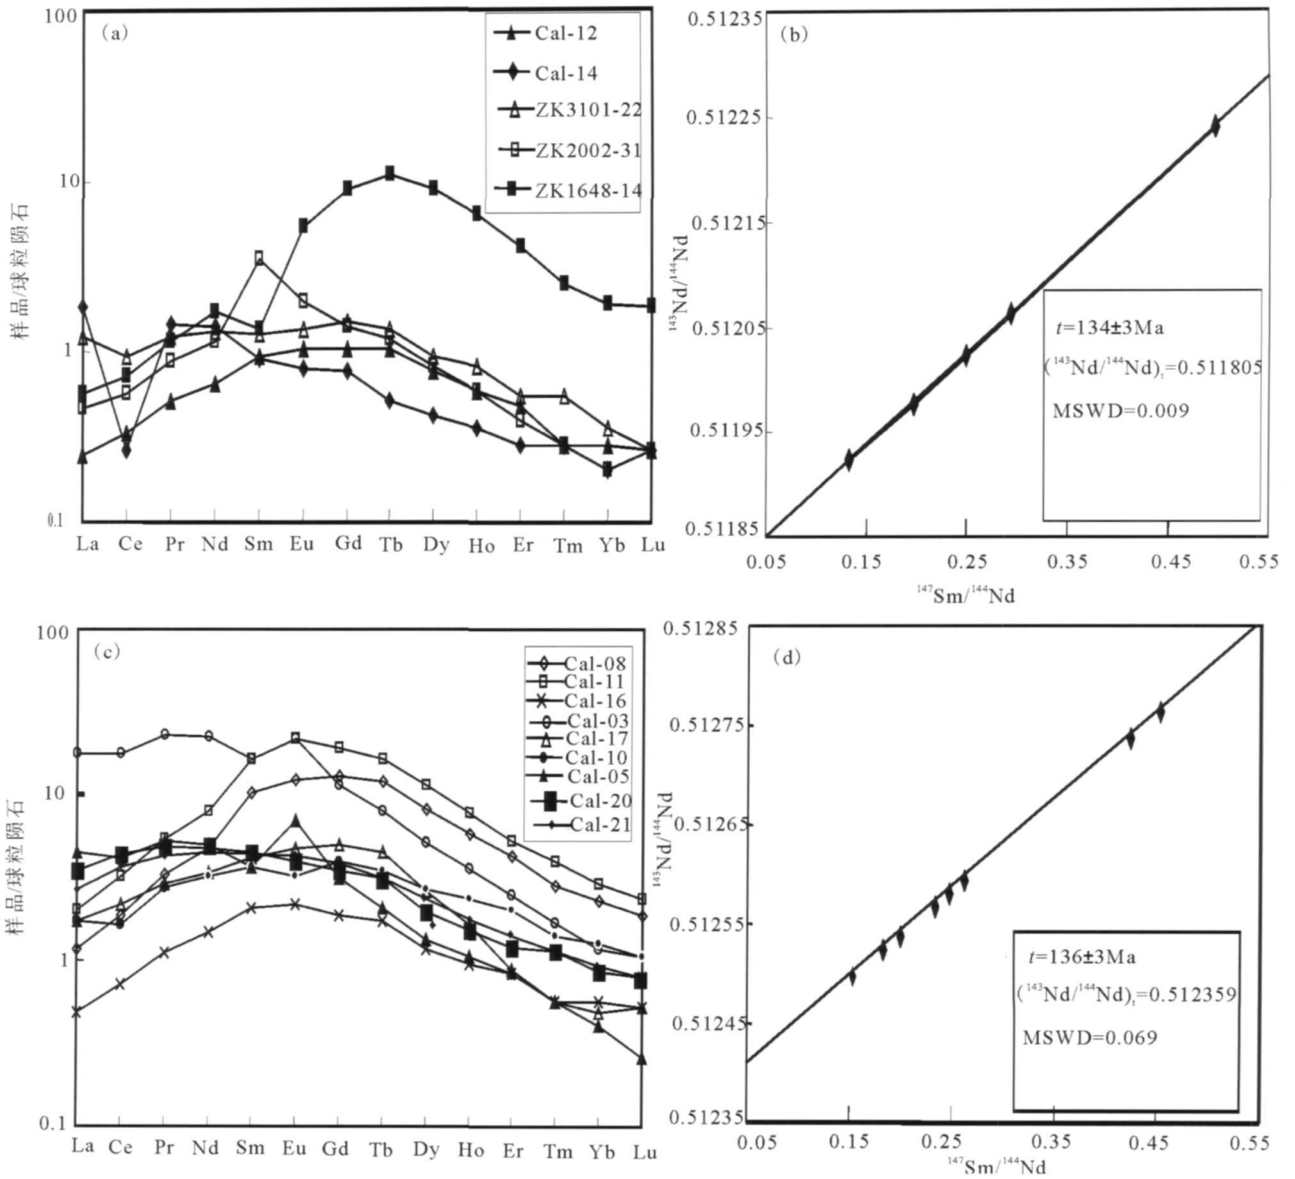 (a)
100
10
1
0.1
样品/球粒陨石
Cal-12
Cal-14
ZK3101-22
ZK2002-31
ZK1648-14
La Ce Pr Nd Sm Eu Gd Tb Dy Ho Er Tm Yb Lu
(b)
0.51235
0.51225
0.51215
0.51205
0.51195
0.51185
¹⁴³Nd/¹⁴⁴Nd
t=134±3Ma
(¹⁴³Nd/¹⁴⁴Nd)ₜ=0.511805
MSWD=0.009
0.05 0.15 0.25 0.35 0.45 0.55
¹⁴⁷Sm/¹⁴⁴Nd
(c)
100
10
1
0.1
样品/球粒陨石
Cal-08
Cal-11
Cal-16
Cal-03
Cal-17
Cal-10
Cal-05
Cal-20
Cal-21
La Ce Pr Nd Sm Eu Gd Tb Dy Ho Er Tm Yb Lu
(d)
0.51285
0.51275
0.51265
0.51255
0.51245
0.51235
¹⁴³Nd/¹⁴⁴Nd
t=136±3Ma
(¹⁴³Nd/¹⁴⁴Nd)ₜ=0.512359
MSWD=0.069
0.05 0.15 0.25 0.35 0.45 0.55
¹⁴⁷Sm/¹⁴⁴Nd